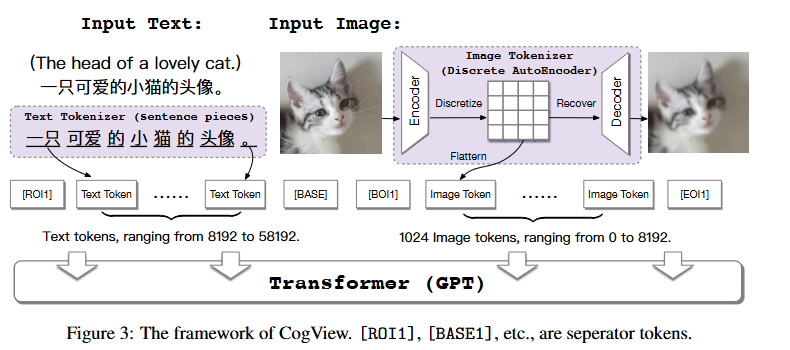 Input Text: Input Image:
(The head of a lovely cat.)
一只可爱的小猫的头像。
Text Tokenizer (sentence pieces)
一只 可爱 的 小 猫 的 头像 。
Image Tokenizer
(Discrete AutoEncoder)
Encoder
Discretize
Recover
Decoder
Flattern
[ROI1] Text Token ...... Text Token [BASE] [BOI1] Image Token ...... Image Token [EOI1]
Text tokens, ranging from 8192 to 58192.
1024 Image tokens, ranging from 0 to 8192.
Transformer (GPT)
Figure 3: The framework of CogView. [ROI1], [BASE1], etc., are seperator tokens.